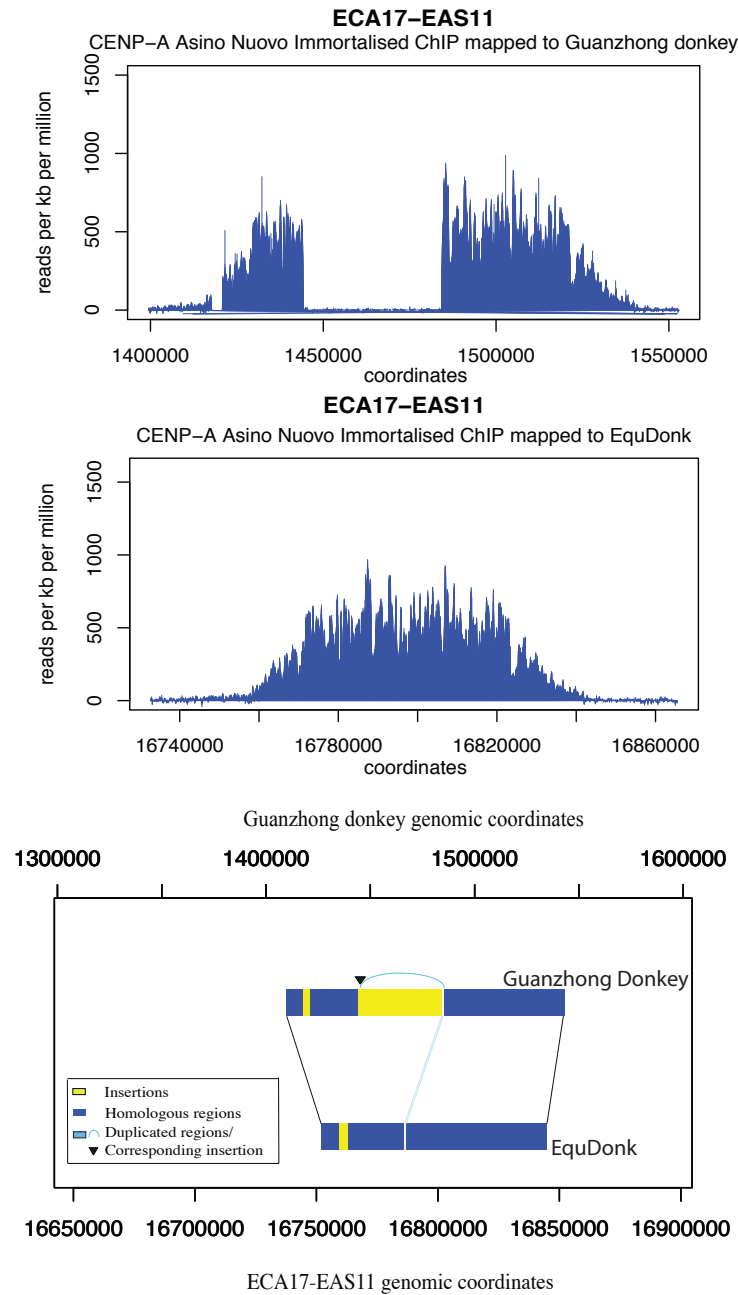 ECA17−EAS11
CENP−A Asino Nuovo Immortalised ChIP mapped to Guanzhong donkey
reads per kb per million
1500
1000
500
0
1400000 1450000 1500000 1550000
coordinates
ECA17−EAS11
CENP−A Asino Nuovo Immortalised ChIP mapped to EquDonk
reads per kb per million
1500
1000
500
0
16740000 16780000 16820000 16860000
coordinates
Guanzhong donkey genomic coordinates
1300000 1400000 1500000 1600000
Guanzhong Donkey
Insertions
Homologous regions
Duplicated regions/
Corresponding insertion
EquDonk
16650000 16700000 16750000 16800000 16850000 16900000
ECA17-EAS11 genomic coordinates